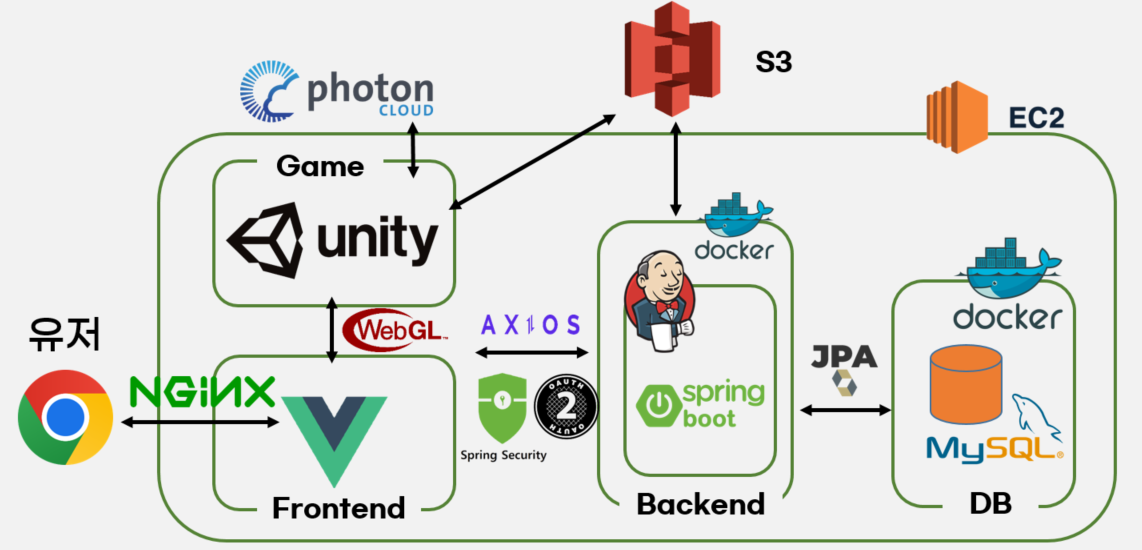 S3
photon
CLOUD
EC2
Game
unity
docker
docker
유저
WebGL™
AXIOS
JPA
NGiNX
OAUTH
2
OAUTH
spring
boot
Spring Security
MySQL®
Frontend
Backend
DB